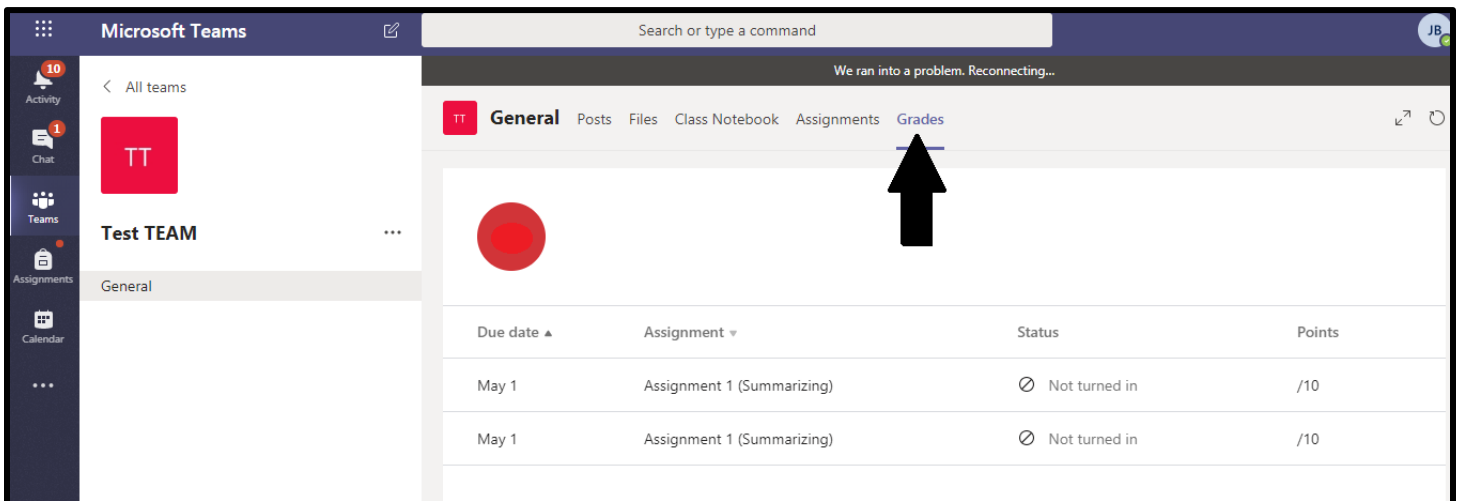 Microsoft Teams
Search or type a command
JB
10
Activity
1
Chat
Teams
Assignments
Calendar
All teams
TT
Test TEAM
General
We ran into a problem. Reconnecting...
TT General Posts Files Class Notebook Assignments Grades
Due date Assignment Status Points
May 1 Assignment 1 (Summarizing) Not turned in /10
May 1 Assignment 1 (Summarizing) Not turned in /10